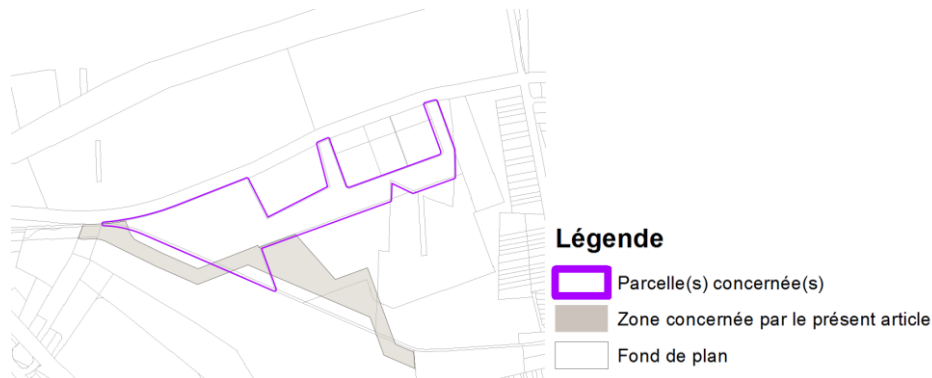 Légende
Parcelle(s) concernée(s)
Zone concernée par le présent article
Fond de plan